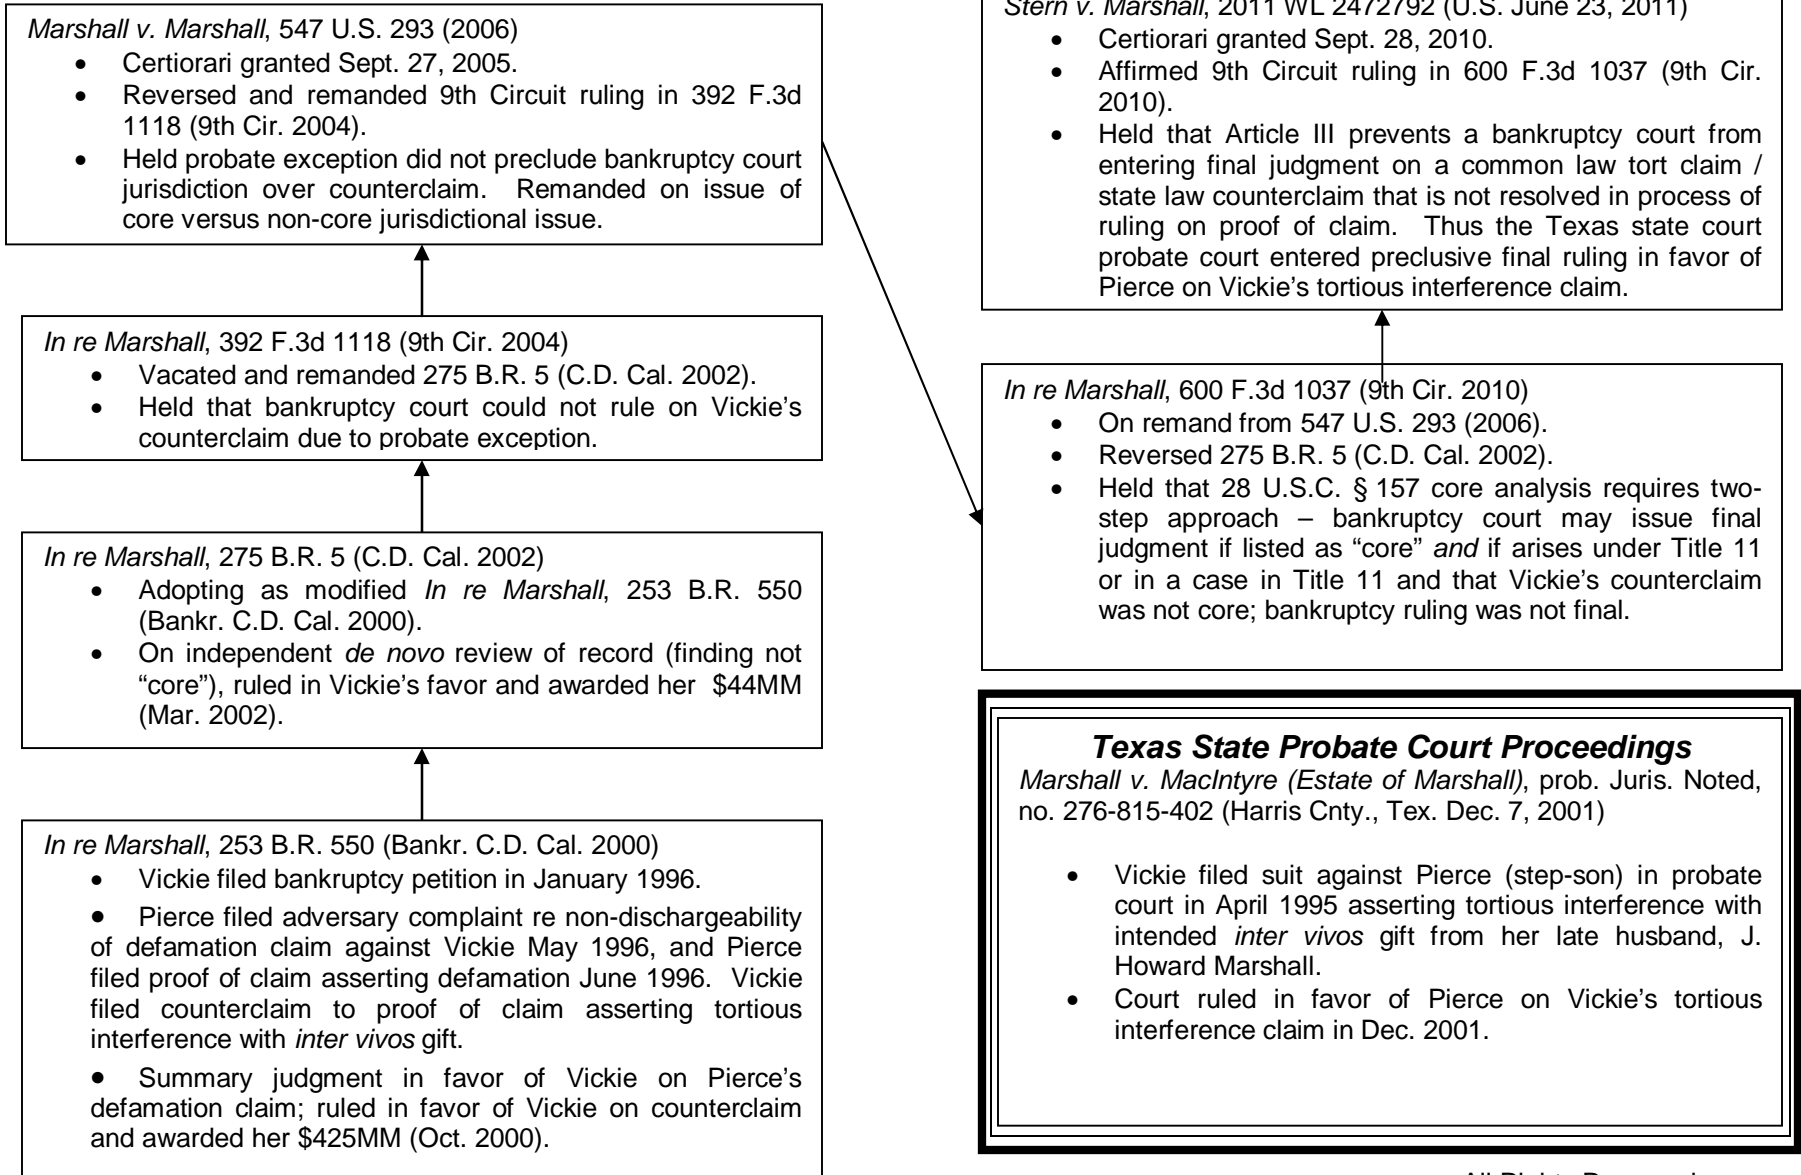 Marshall v. Marshall, 547 U.S. 293 (2006)
• Certiorari granted Sept. 27, 2005.
• Reversed and remanded 9th Circuit ruling in 392 F.3d
1118 (9th Cir. 2004).
• Held probate exception did not preclude bankruptcy court
jurisdiction over counterclaim. Remanded on issue of
core versus non-core jurisdictional issue.
In re Marshall, 392 F.3d 1118 (9th Cir. 2004)
• Vacated and remanded 275 B.R. 5 (C.D. Cal. 2002).
• Held that bankruptcy court could not rule on Vickie's
counterclaim due to probate exception.
In re Marshall, 275 B.R. 5 (C.D. Cal. 2002)
• Adopting as modified In re Marshall, 253 B.R. 550
(Bankr. C.D. Cal. 2000).
• On independent de novo review of record (finding not
“core”), ruled in Vickie's favor and awarded her $44MM
(Mar. 2002).
In re Marshall, 253 B.R. 550 (Bankr. C.D. Cal. 2000)
• Vickie filed bankruptcy petition in January 1996.
• Pierce filed adversary complaint re non-dischargeability
of defamation claim against Vickie May 1996, and Pierce
filed proof of claim asserting defamation June 1996. Vickie
filed counterclaim to proof of claim asserting tortious
interference with inter vivos gift.
• Summary judgment in favor of Vickie on Pierce's
defamation claim; ruled in favor of Vickie on counterclaim
and awarded her $425MM (Oct. 2000).
Stern v. Marshall, 2011 WL 2472792 (U.S. June 23, 2011)
• Certiorari granted Sept. 28, 2010.
• Affirmed 9th Circuit ruling in 600 F.3d 1037 (9th Cir.
2010).
• Held that Article III prevents a bankruptcy court from
entering final judgment on a common law tort claim /
state law counterclaim that is not resolved in process of
ruling on proof of claim. Thus the Texas state court
probate court entered preclusive final ruling in favor of
Pierce on Vickie's tortious interference claim.
In re Marshall, 600 F.3d 1037 (9th Cir. 2010)
• On remand from 547 U.S. 293 (2006).
• Reversed 275 B.R. 5 (C.D. Cal. 2002).
• Held that 28 U.S.C. § 157 core analysis requires two-
step approach – bankruptcy court may issue final
judgment if listed as “core” and if arises under Title 11
or in a case in Title 11 and that Vickie's counterclaim
was not core; bankruptcy ruling was not final.
Texas State Probate Court Proceedings
Marshall v. MacIntyre (Estate of Marshall), prob. Juris. Noted,
no. 276-815-402 (Harris Cnty., Tex. Dec. 7, 2001)
• Vickie filed suit against Pierce (step-son) in probate
court in April 1995 asserting tortious interference with
intended inter vivos gift from her late husband, J.
Howard Marshall.
• Court ruled in favor of Pierce on Vickie's tortious
interference claim in Dec. 2001.